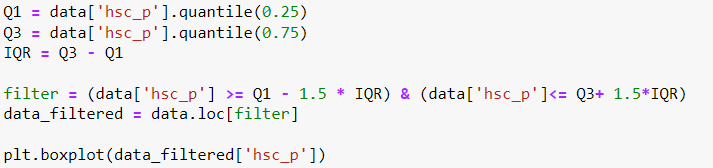 Q1 = data['hsc_p'].quantile(0.25)
Q3 = data['hsc_p'].quantile(0.75)
IQR = Q3 - Q1
filter = (data['hsc_p'] >= Q1 - 1.5 * IQR) & (data['hsc_p']<= Q3+ 1.5*IQR)
data_filtered = data.loc[filter]
plt.boxplot(data_filtered['hsc_p'])